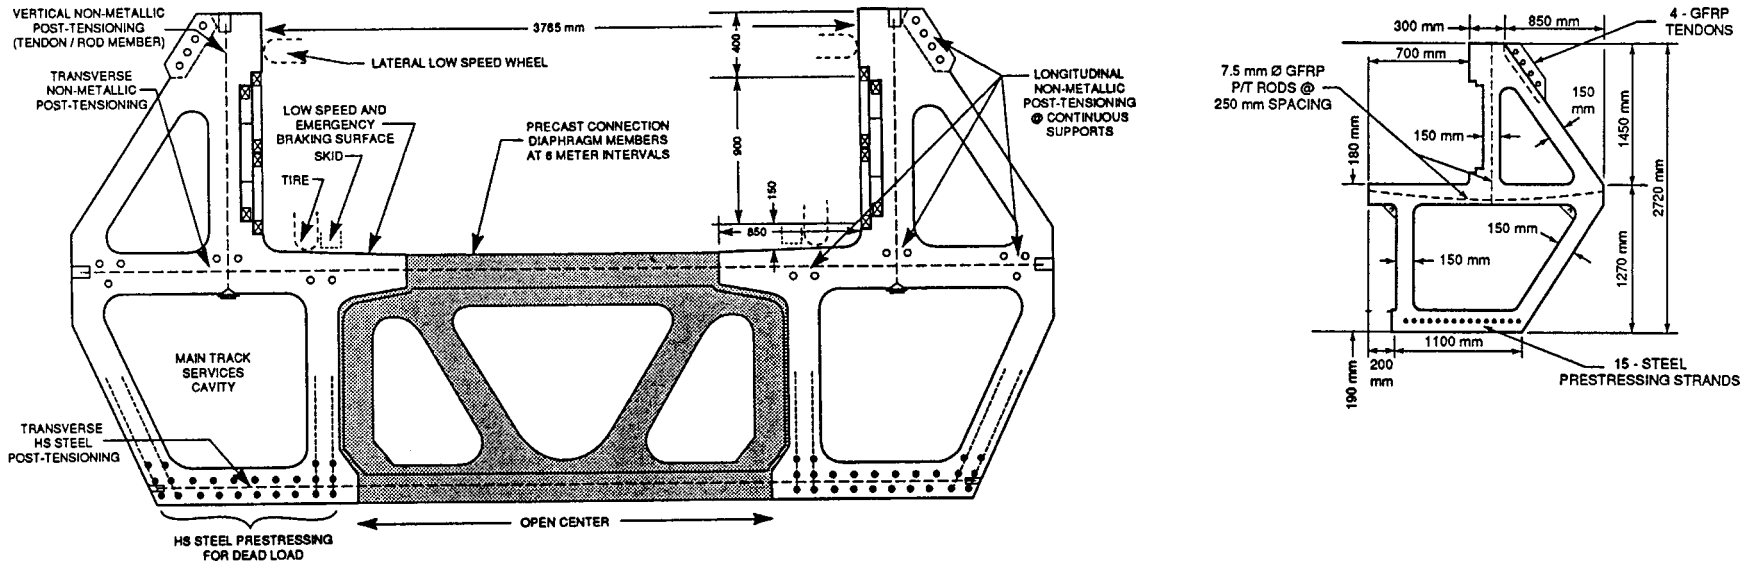 VERTICAL NON-METALLIC
POST-TENSIONING
(TENDON / ROD MEMBER)
TRANSVERSE
NON-METALLIC
POST-TENSIONING
3765 mm
LATERAL LOW SPEED WHEEL
LOW SPEED AND
EMERGENCY
BRAKING SURFACE
SKID
TIRE
PRECAST CONNECTION
DIAPHRAGM MEMBERS
AT 6 METER INTERVALS
400
900
150
850
LONGITUDINAL
NON-METALLIC
POST-TENSIONING
@ CONTINUOUS
SUPPORTS
MAIN TRACK
SERVICES
CAVITY
TRANSVERSE
HS STEEL
POST-TENSIONING
HS STEEL PRESTRESSING
FOR DEAD LOAD
OPEN CENTER
300 mm
850 mm
4 - GFRP
TENDONS
700 mm
7.5 mm Ø GFRP
P/T RODS @
250 mm SPACING
150
mm
150 mm
180 mm
1450 mm
2720 mm
150 mm
150 mm
1270 mm
1100 mm
200
mm
190 mm
15 - STEEL
PRESTRESSING STRANDS